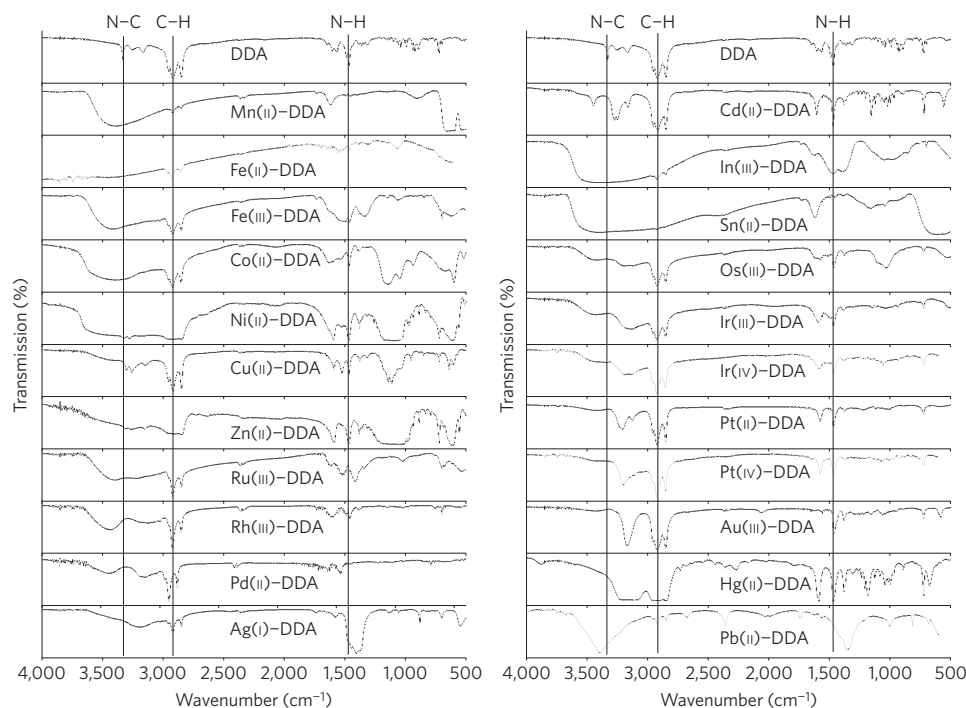 N–C C–H N–H
DDA
Mn(II)–DDA
Fe(II)–DDA
Fe(III)–DDA
Co(II)–DDA
Ni(II)–DDA
Cu(II)–DDA
Zn(II)–DDA
Ru(III)–DDA
Rh(III)–DDA
Pd(II)–DDA
Ag(I)–DDA
Transmission (%)
4,000 3,500 3,000 2,500 2,000 1,500 1,000 500
Wavenumber (cm⁻¹)
N–C C–H N–H
DDA
Cd(II)–DDA
In(III)–DDA
Sn(II)–DDA
Os(III)–DDA
Ir(III)–DDA
Ir(IV)–DDA
Pt(II)–DDA
Pt(IV)–DDA
Au(III)–DDA
Hg(II)–DDA
Pb(II)–DDA
Transmission (%)
4,000 3,500 3,000 2,500 2,000 1,500 1,000 500
Wavenumber (cm⁻¹)